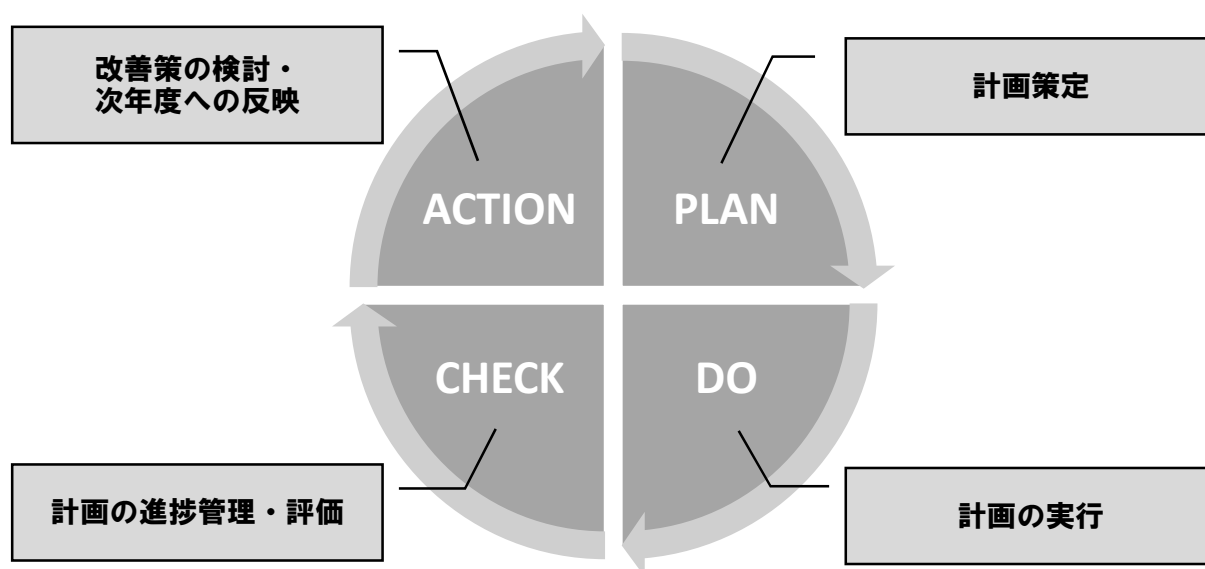 改善策の検討・
次年度への反映
計画策定
ACTION
PLAN
CHECK
DO
計画の進捗管理・評価
計画の実行